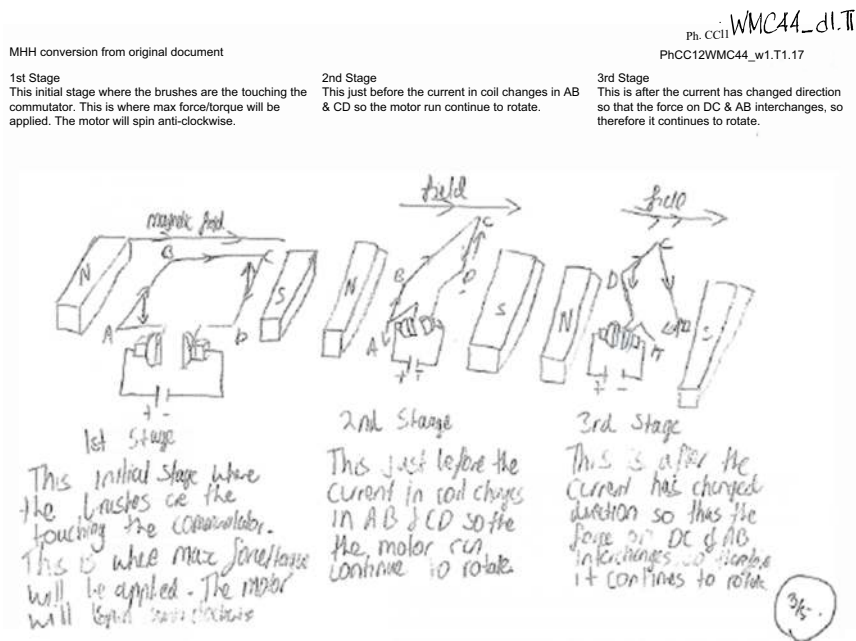 Ph. CC11 WMC44_d1.T1
MHH conversion from original document
PhCC12WMC44_w1.T1.17
1st Stage
This initial stage where the brushes are the touching the
commutator. This is where max force/torque will be
applied. The motor will spin anti-clockwise.
2nd Stage
This just before the current in coil changes in AB
& CD so the motor run continue to rotate.
3rd Stage
This is after the current has changed direction
so that the force on DC & AB interchanges, so
therefore it continues to rotate.
magnetic field
N
B
C
S
A
D
+ -
field
C
B
D
N
S
A
+ -
field
C
D
N
S
A
+ -
1st Stage
This initial stage where
the brushes are the
touching the commutator.
This is where max force/
will be applied. The motor
will spin
2nd Stange
This just before the
current in coil changes
in AB & CD so the
the motor run
continue to rotate.
3rd Stage
This is after the
current has changed
direction so thus the
force on DC & AB
interchanges so
it contines to rotate
3/5